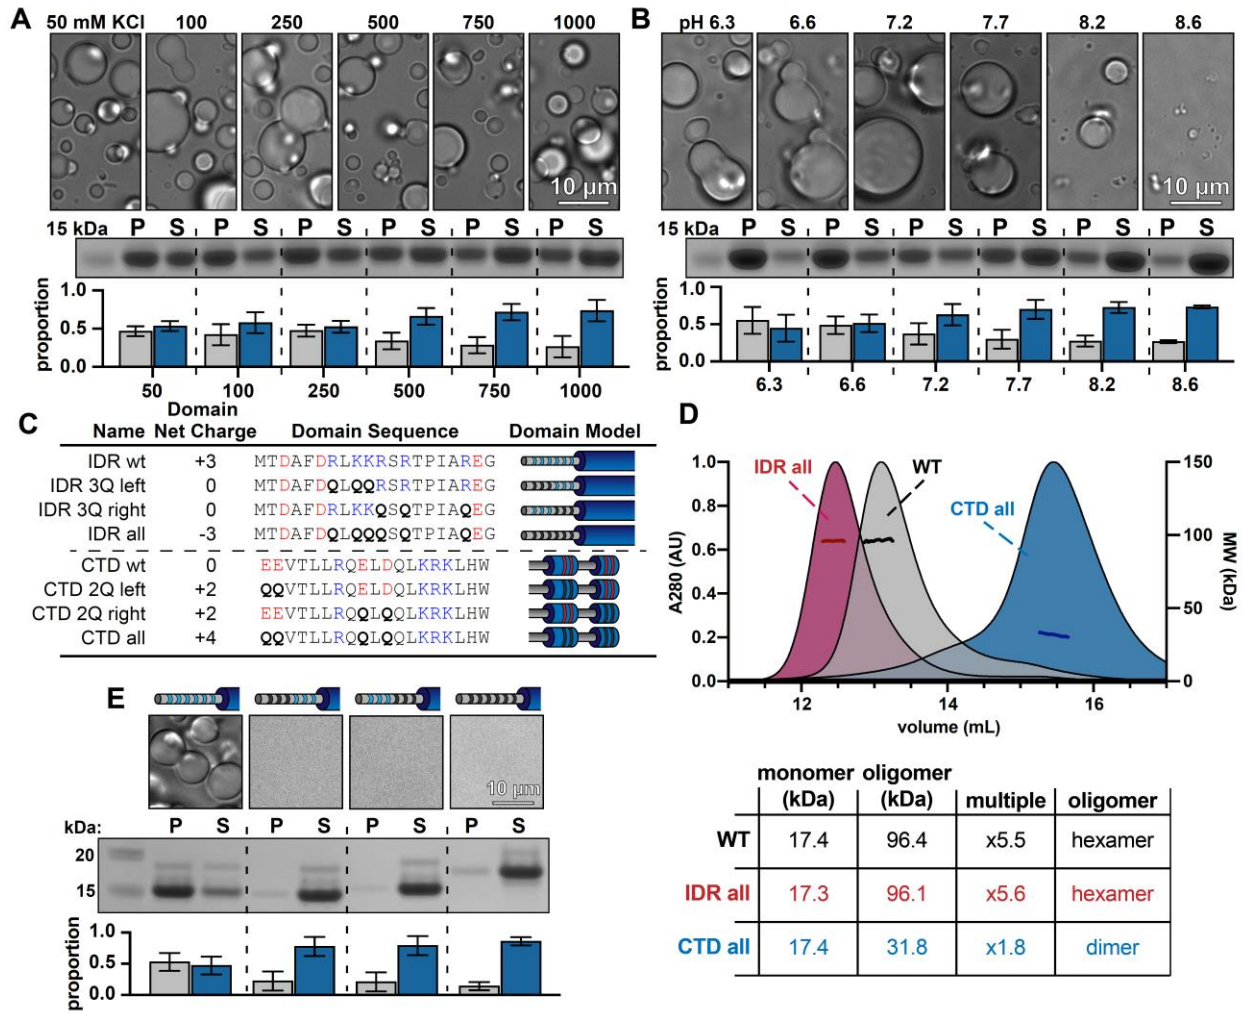 A
50 mM KCl 100 250 500 750 1000
10 µm
15 kDa P S P S P S P S P S P S
proportion
1.0
0.5
0.0
50 100 250 500 750 1000
B
pH 6.3 6.6 7.2 7.7 8.2 8.6
10 µm
15 kDa P S P S P S P S P S P S
proportion
1.0
0.5
0.0
6.3 6.6 7.2 7.7 8.2 8.6
C
Domain
Name Net Charge Domain Sequence Domain Model
IDR wt +3 MTDAFDRLKKRSRTPIAREG
IDR 3Q left 0 MTDAFDQLQQRSRTPIAREG
IDR 3Q right 0 MTDAFDRLKKQSQTPIAQEG
IDR all -3 MTDAFDQLQQQSQTPIAQEG
CTD wt 0 EEVTLLRQELDQLKRKLHW
CTD 2Q left +2 QQVTLLRQELDQLKRKLHW
CTD 2Q right +2 EEVTLLRQQLQQLKRKLHW
CTD all +4 QQVTLLRQQLQQLKRKLHW
D
IDR all WT
CTD all
A280 (AU)
1.0
0.8
0.6
0.4
0.2
0.0
150
100
50
0
MW (kDa)
12 14 16
volume (mL)
monomer oligomer
(kDa) (kDa) multiple oligomer
WT 17.4 96.4 x5.5 hexamer
IDR all 17.3 96.1 x5.6 hexamer
CTD all 17.4 31.8 x1.8 dimer
E
10 µm
kDa: P S P S P S P S
20
15
proportion
1.0
0.5
0.0